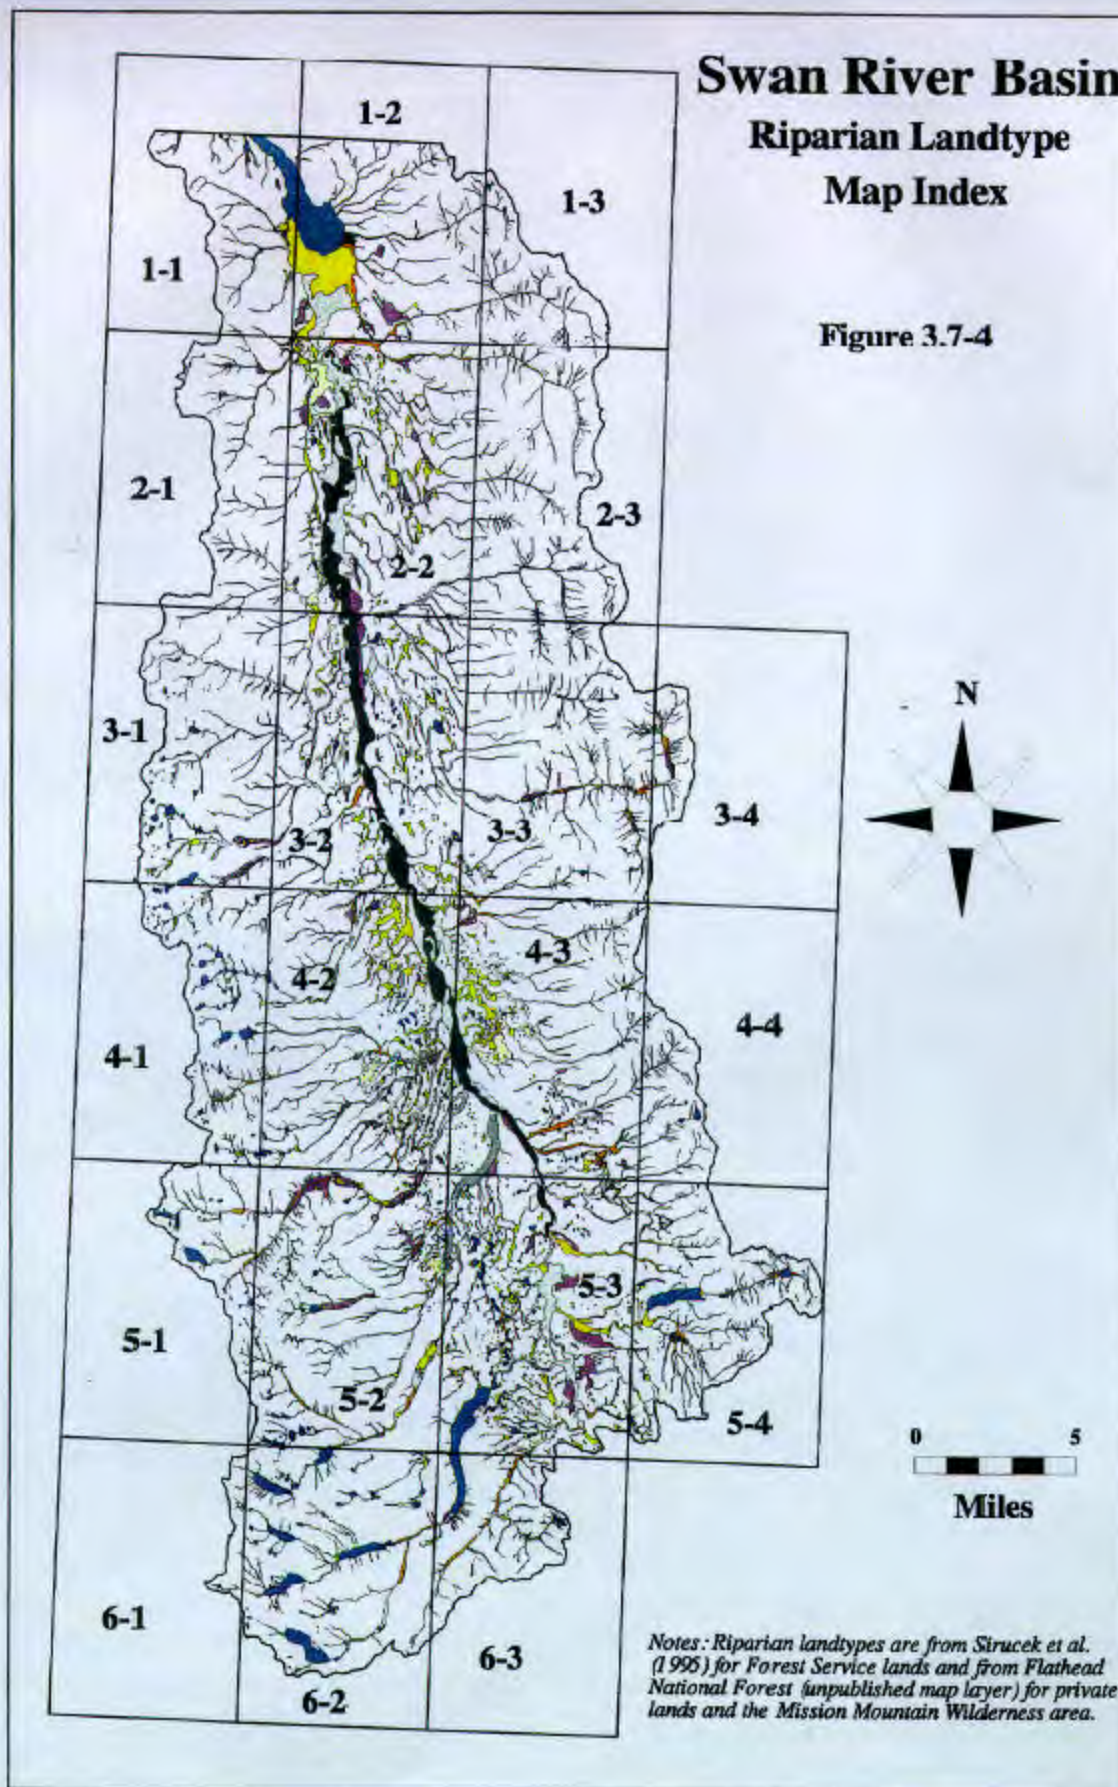 Swan River Basin
Riparian Landtype
Map Index
Figure 3.7-4
1-2
1-3
1-1
2-1
2-3
2-2
3-1
3-2
3-3
3-4
4-3
4-2
4-4
4-1
5-3
5-1
5-2
5-4
6-1
6-3
6-2
N
0 5
Miles
Notes: Riparian landtypes are from Sirucek et al.
(1995) for Forest Service lands and from Flathead
National Forest (unpublished map layer) for private
lands and the Mission Mountain Wilderness area.